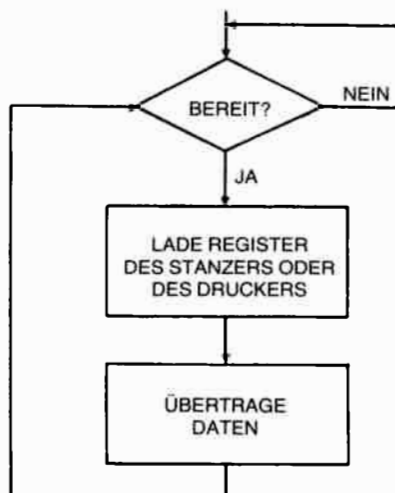 BEREIT?
NEIN
JA
LADE REGISTER
DES STANZERS ODER
DES DRUCKERS
ÜBERTRAGE
DATEN